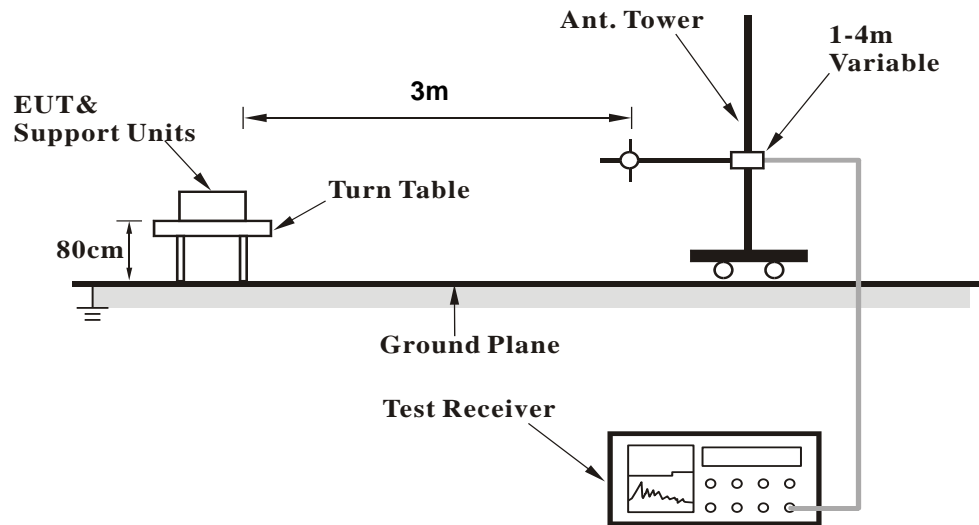 Ant. Tower
1-4m
Variable
3m
EUT&
Support Units
Turn Table
80cm
Ground Plane
Test Receiver